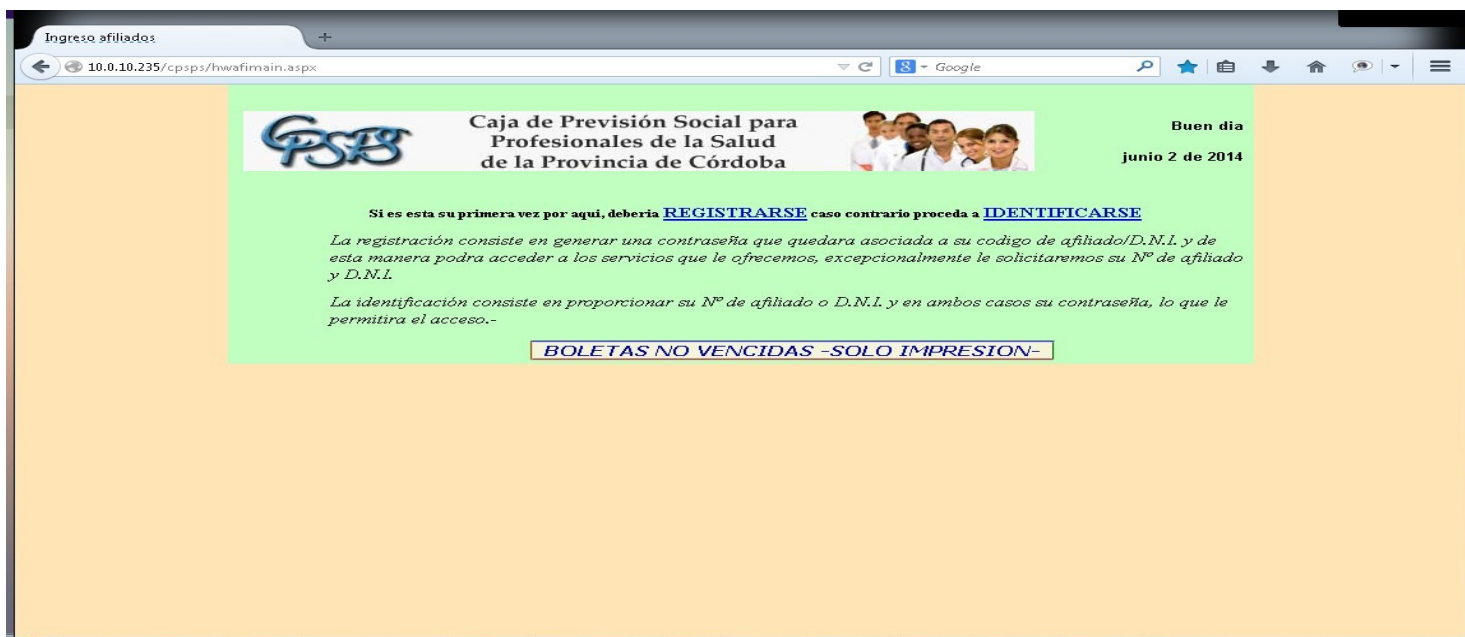 Ingreso afiliados
10.0.10.235/cpsps/hwafimain.aspx
Google
CPSPS
Caja de Previsión Social para
Profesionales de la Salud
de la Provincia de Córdoba
Buen dia
junio 2 de 2014
Si es esta su primera vez por aqui, deberia REGISTRARSE caso contrario proceda a IDENTIFICARSE
La registración consiste en generar una contraseña que quedara asociada a su codigo de afiliado/D.N.I. y de
esta manera podra acceder a los servicios que le ofrecemos, excepcionalmente le solicitaremos su Nº de afiliado
y D.N.I.
La identificación consiste en proporcionar su Nº de afiliado o D.N.I. y en ambos casos su contraseña, lo que le
permitira el acceso.-
BOLETAS NO VENCIDAS -SOLO IMPRESION-